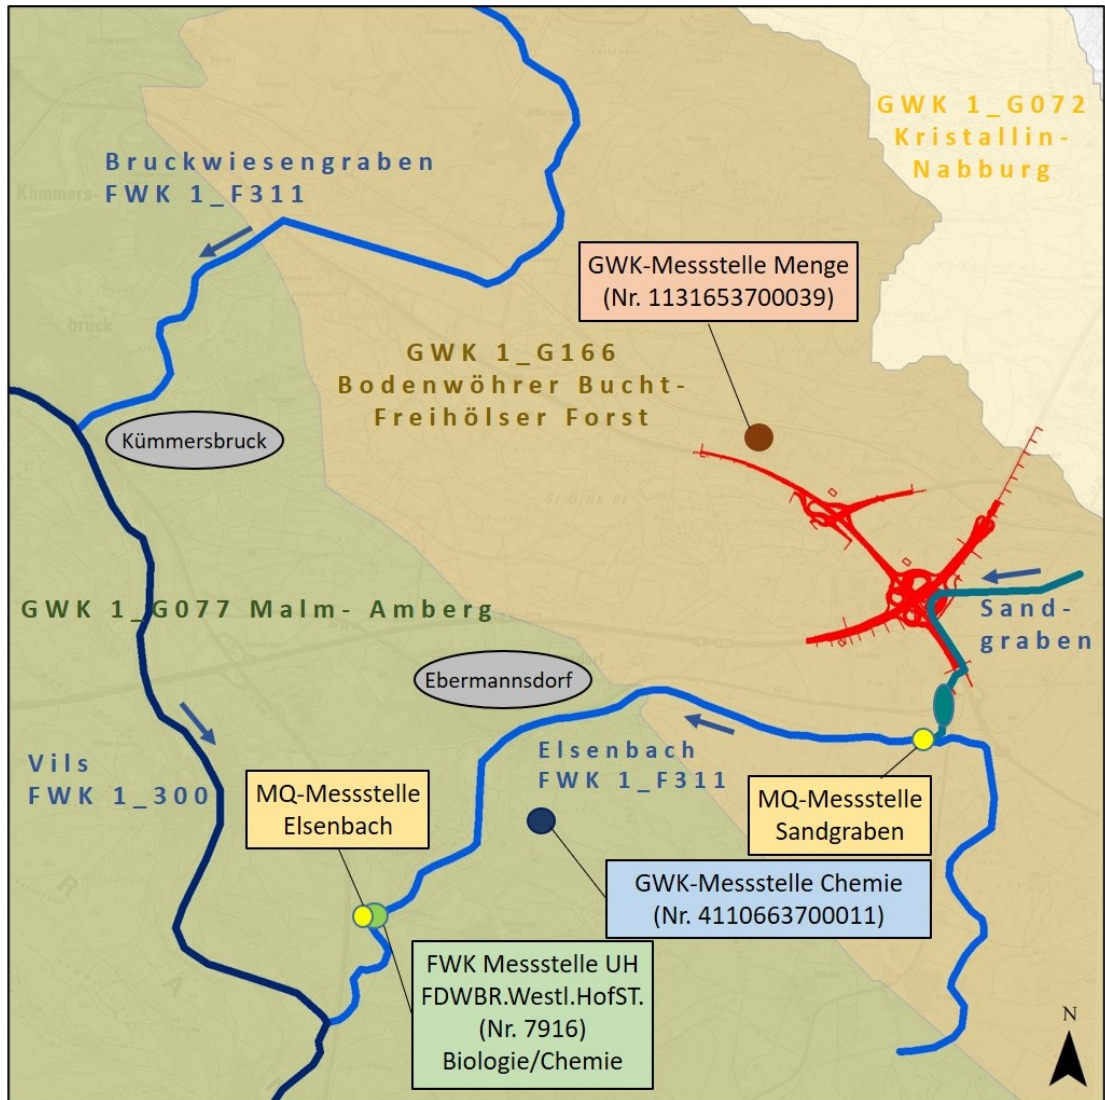 GWK 1_G072
Kristallin-
Nabburg
Bruckwiesengraben
FWK 1_F311
Kümmers-
brück
GWK-Messstelle Menge
(Nr. 1131653700039)
GWK 1_G166
Bodenwöhrer Bucht-
Freihölser Forst
Kümmersbruck
GWK 1_G077 Malm- Amberg
Sand-
graben
Ebermannsdorf
Elsenbach
FWK 1_F311
Vils
FWK 1_300
MQ-Messstelle
Elsenbach
MQ-Messstelle
Sandgraben
GWK-Messstelle Chemie
(Nr. 4110663700011)
FWK Messstelle UH
FDWBR.Westl.HofST.
(Nr. 7916)
Biologie/Chemie
N